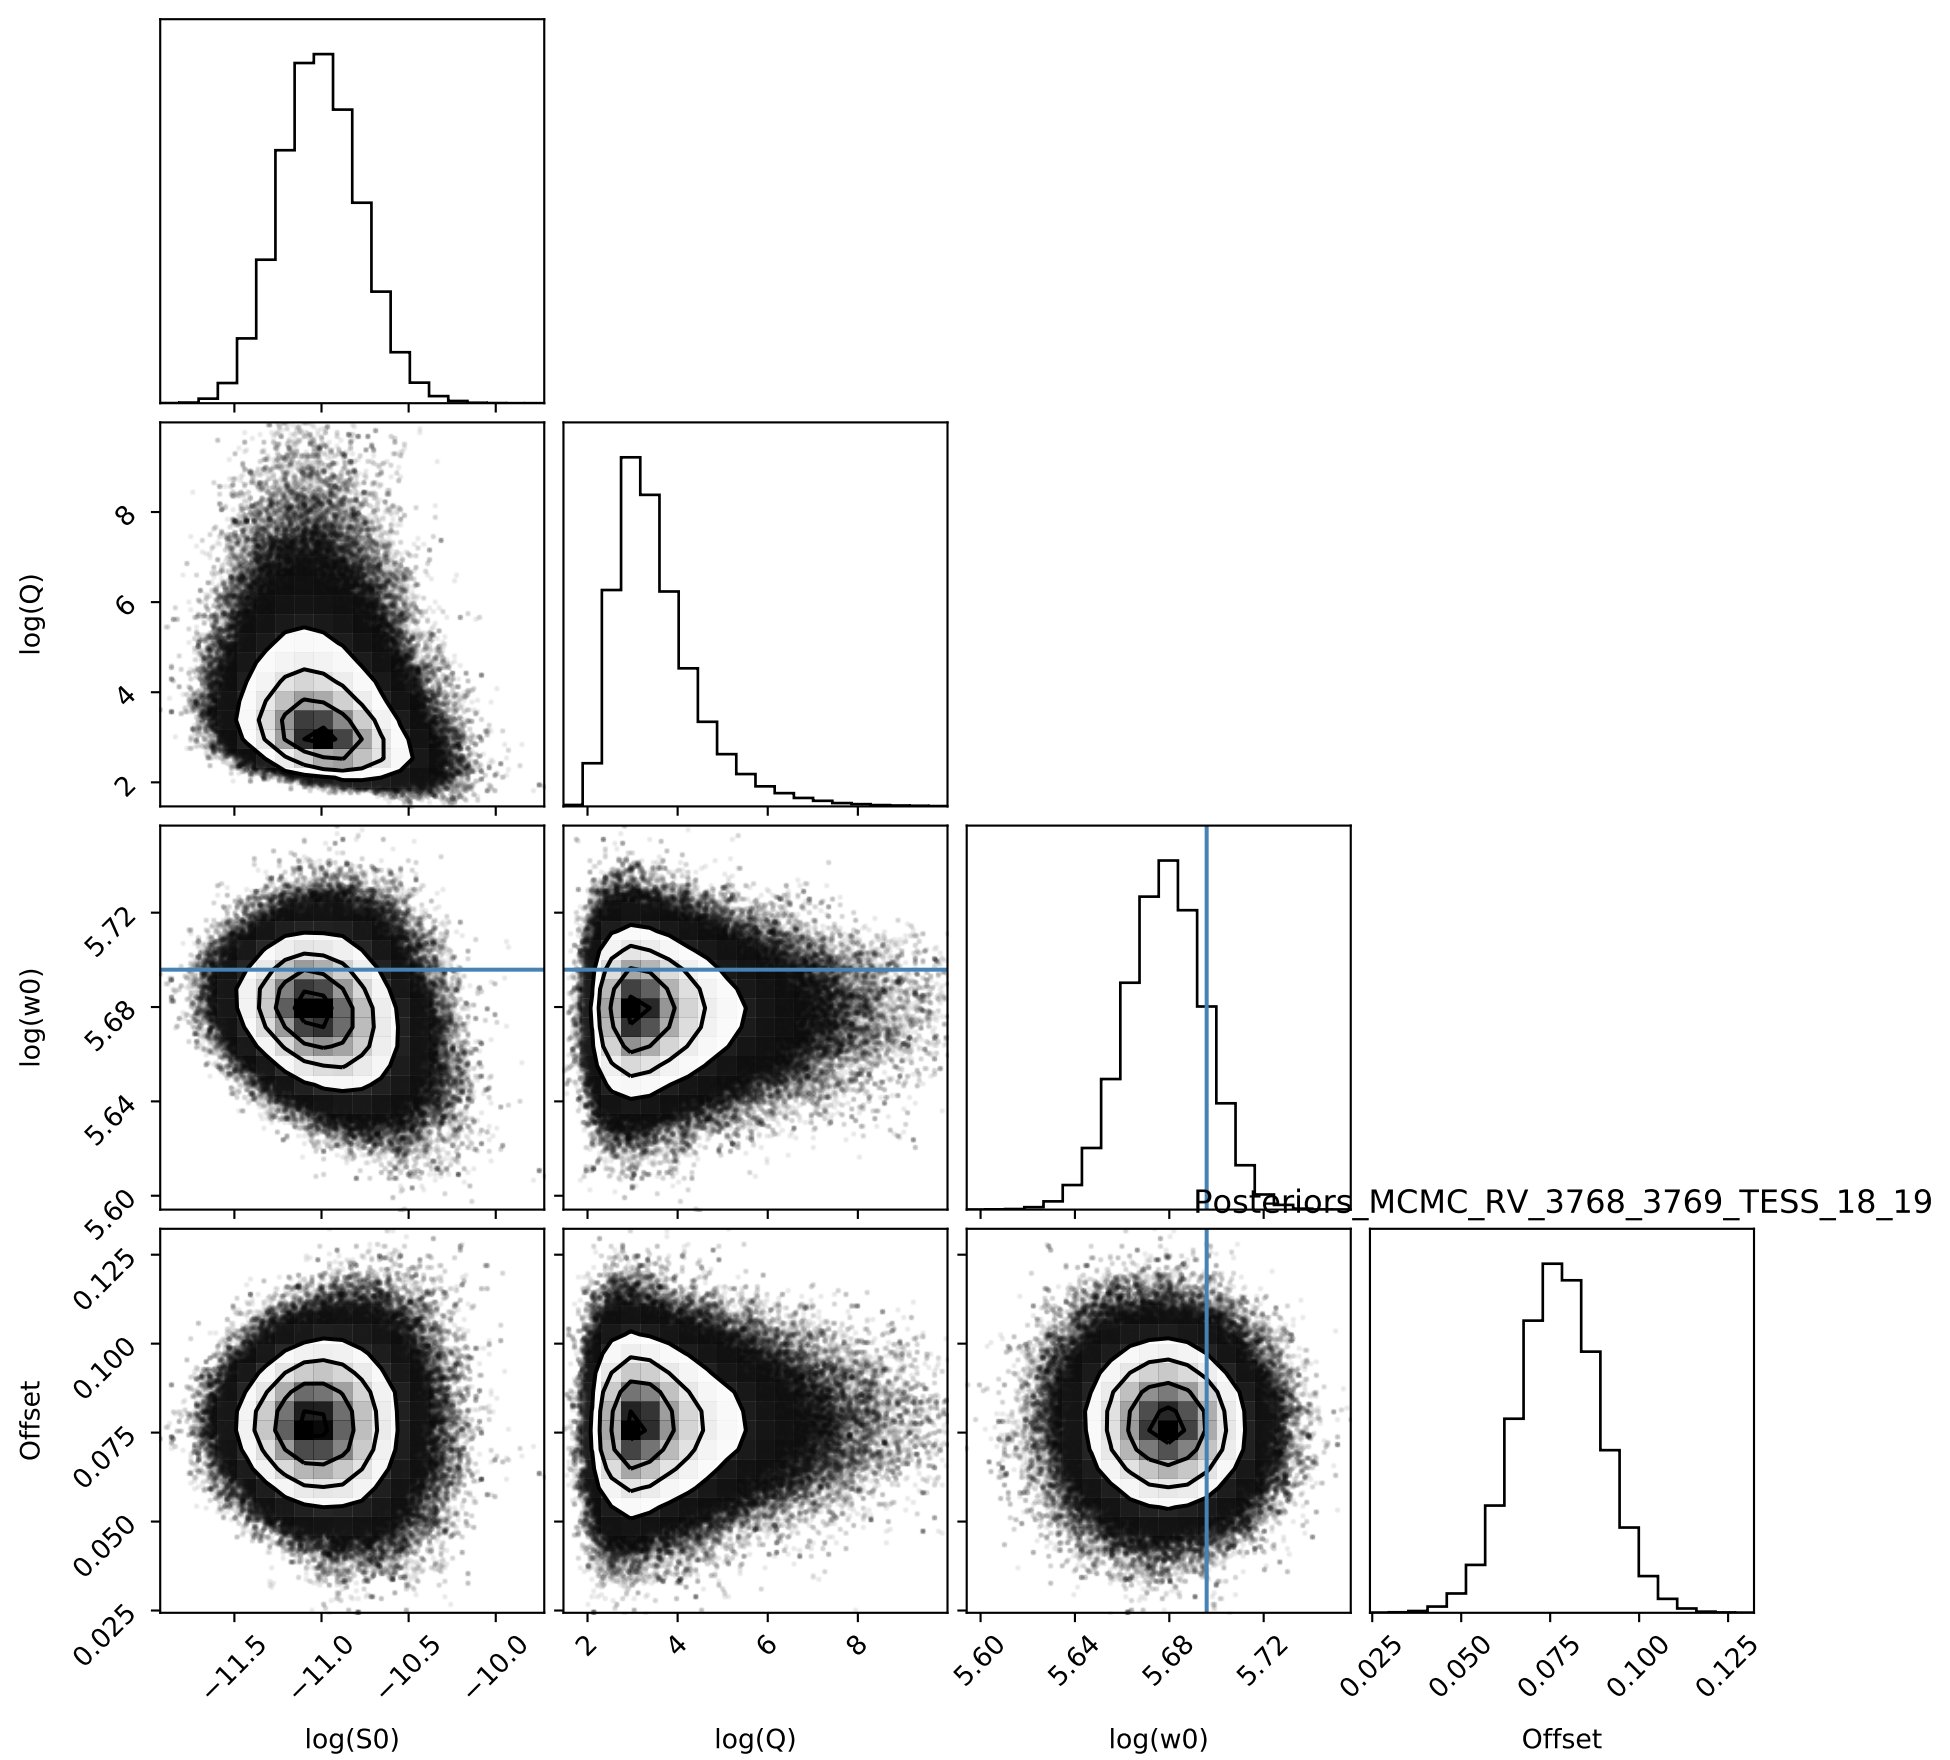 log(Q)
8
6
4
2
log(w0)
5.72
5.68
5.64
5.60
Posteriors_MCMC_RV_3768_3769_TESS_18_19
Offset
0.125
0.100
0.075
0.050
0.025
−11.5 −11.0 −10.5 −10.0
2 4 6 8
5.60 5.64 5.68 5.72
0.025 0.050 0.075 0.100 0.125
log(S0) log(Q) log(w0) Offset